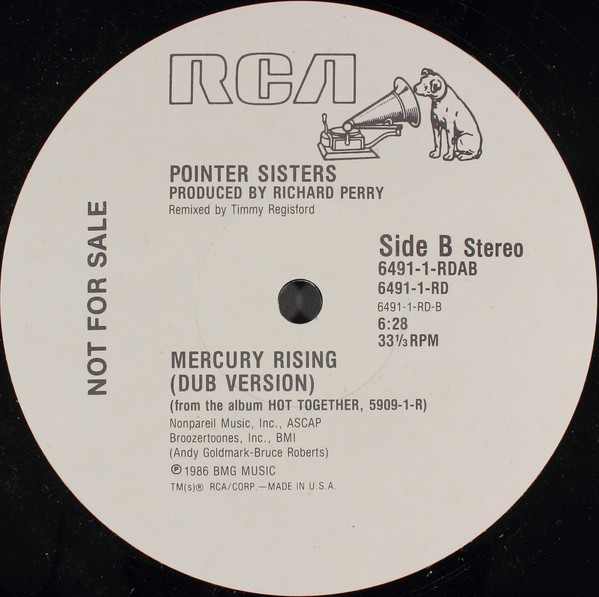 RCA
POINTER SISTERS
PRODUCED BY RICHARD PERRY
Remixed by Timmy Regisford
NOT FOR SALE
Side B Stereo
6491-1-RDAB
6491-1-RD
6491-1-RD-B
6:28
33⅓ RPM
MERCURY RISING
(DUB VERSION)
(from the album HOT TOGETHER, 5909-1-R)
Nonpareil Music, Inc., ASCAP
Broozertoones, Inc., BMI
(Andy Goldmark-Bruce Roberts)
℗ 1986 BMG MUSIC
TM(s)® RCA/CORP.—MADE IN U.S.A.